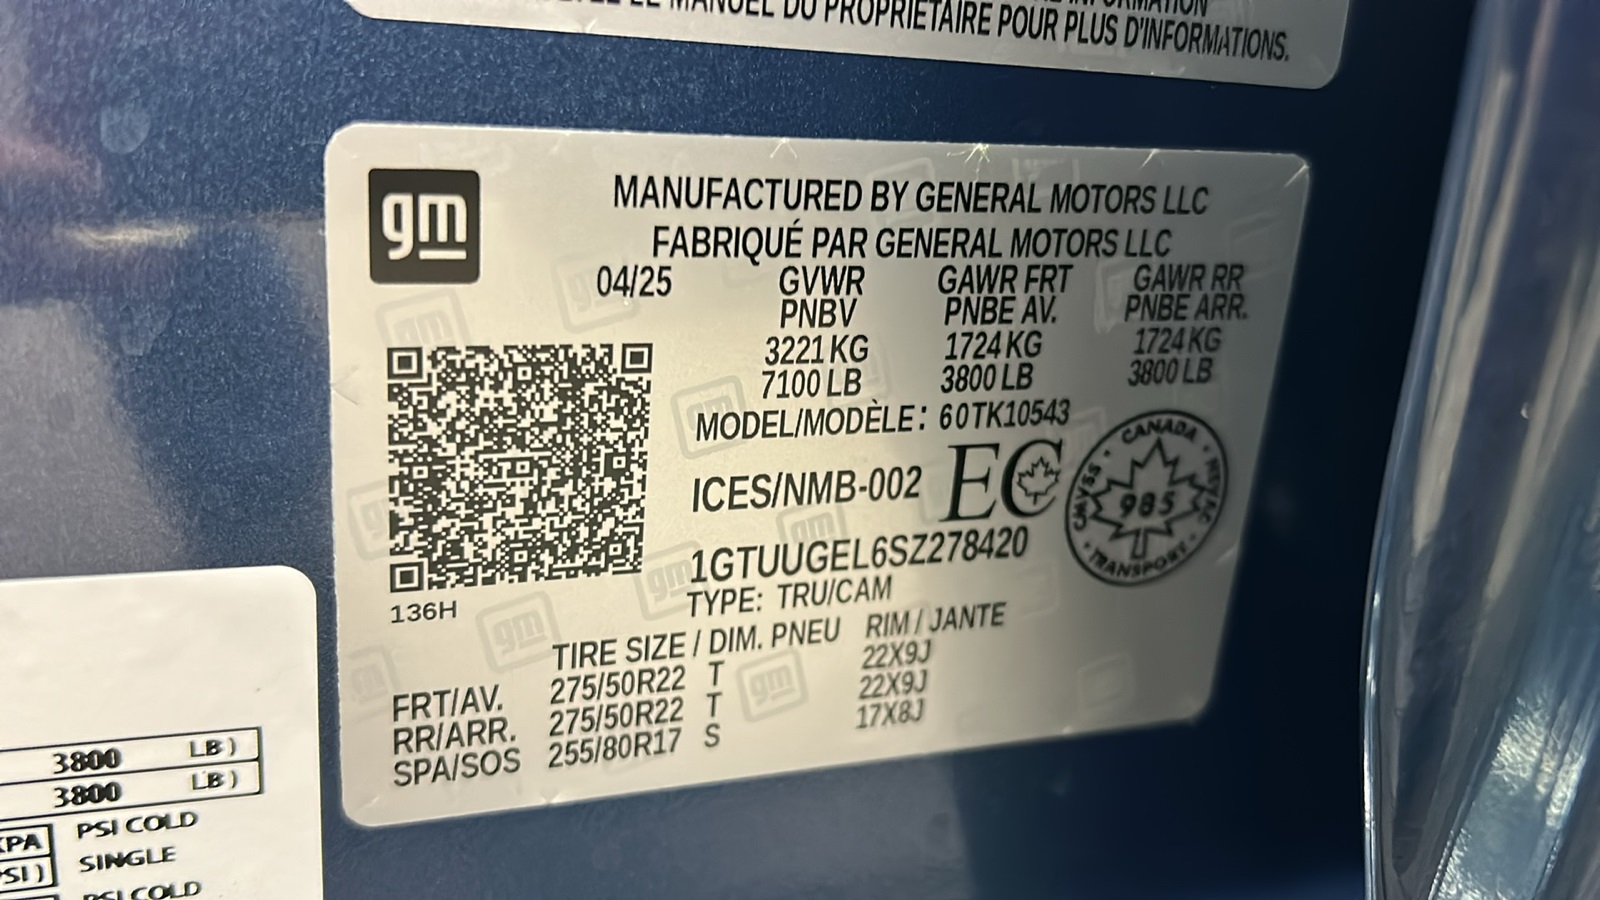 LE MANUEL DU PROPRIÉTAIRE POUR PLUS D'INFORMATIONS.
gm
MANUFACTURED BY GENERAL MOTORS LLC
FABRIQUÉ PAR GENERAL MOTORS LLC
04/25 GVWR GAWR FRT GAWR RR
PNBV PNBE AV. PNBE ARR.
3221 KG 1724 KG 1724 KG
7100 LB 3800 LB 3800 LB
MODEL/MODÈLE: 60TK10543
ICES/NMB-002 EC
CANADA
985
TRANSPORT
1GTUUGEL6SZ278420
136H
TYPE: TRU/CAM
TIRE SIZE / DIM. PNEU RIM / JANTE
FRT/AV. 275/50R22 T 22X9J
RR/ARR. 275/50R22 T 22X9J
SPA/SOS 255/80R17 S 17X8J
3800 LB)
3800 LB)
KPA PSI COLD
PSI) SINGLE
PSI COLD